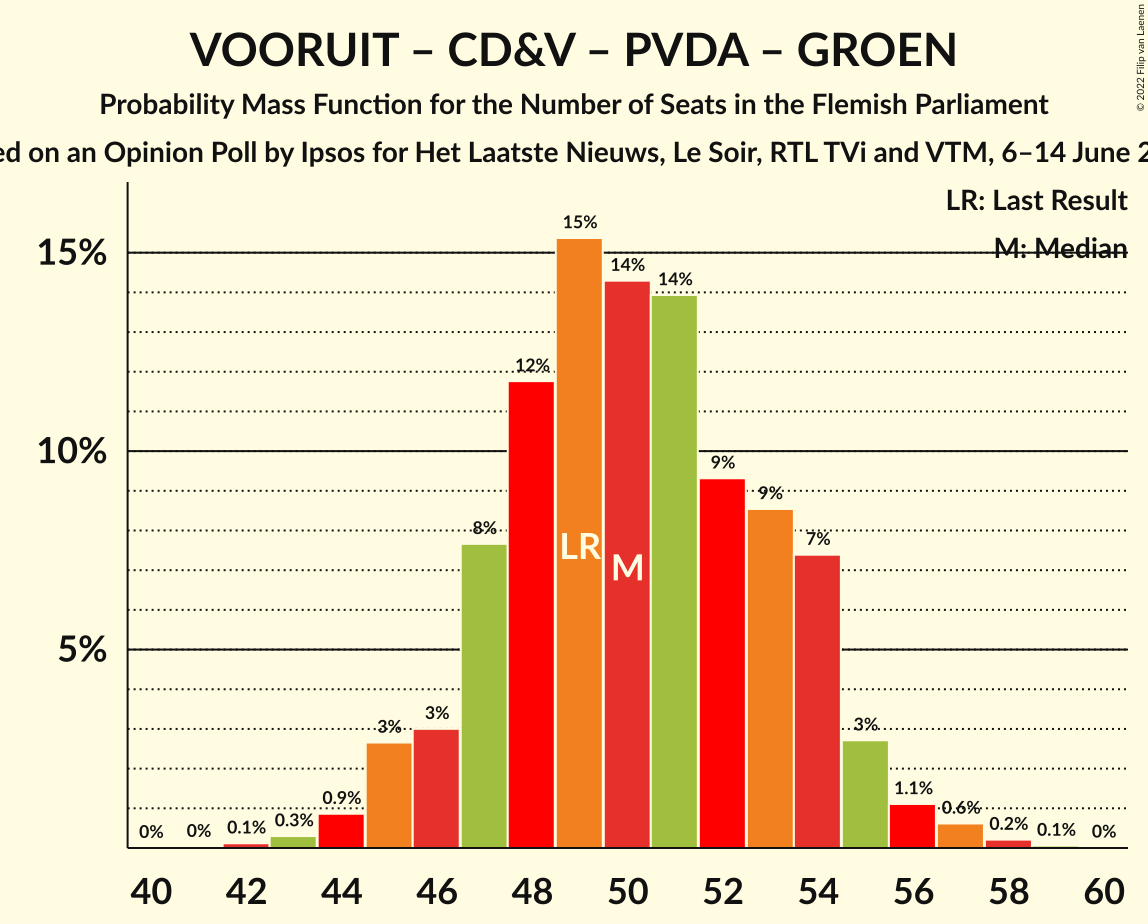 VOORUIT – CD&V – PVDA – GROEN
Probability Mass Function for the Number of Seats in the Flemish Parliament
on an Opinion Poll by Ipsos for Het Laatste Nieuws, Le Soir, RTL TVi and VTM, 6–14 June
© 2022 Filip van Laenen
LR: Last Result
M: Median
15%
10%
5%
0% 0% 0.1% 0.3% 0.9% 3% 3% 8% 12% 15% 14% 14% 9% 9% 7% 3% 1.1% 0.6% 0.2% 0.1% 0%
LR
M
40 42 44 46 48 50 52 54 56 58 60